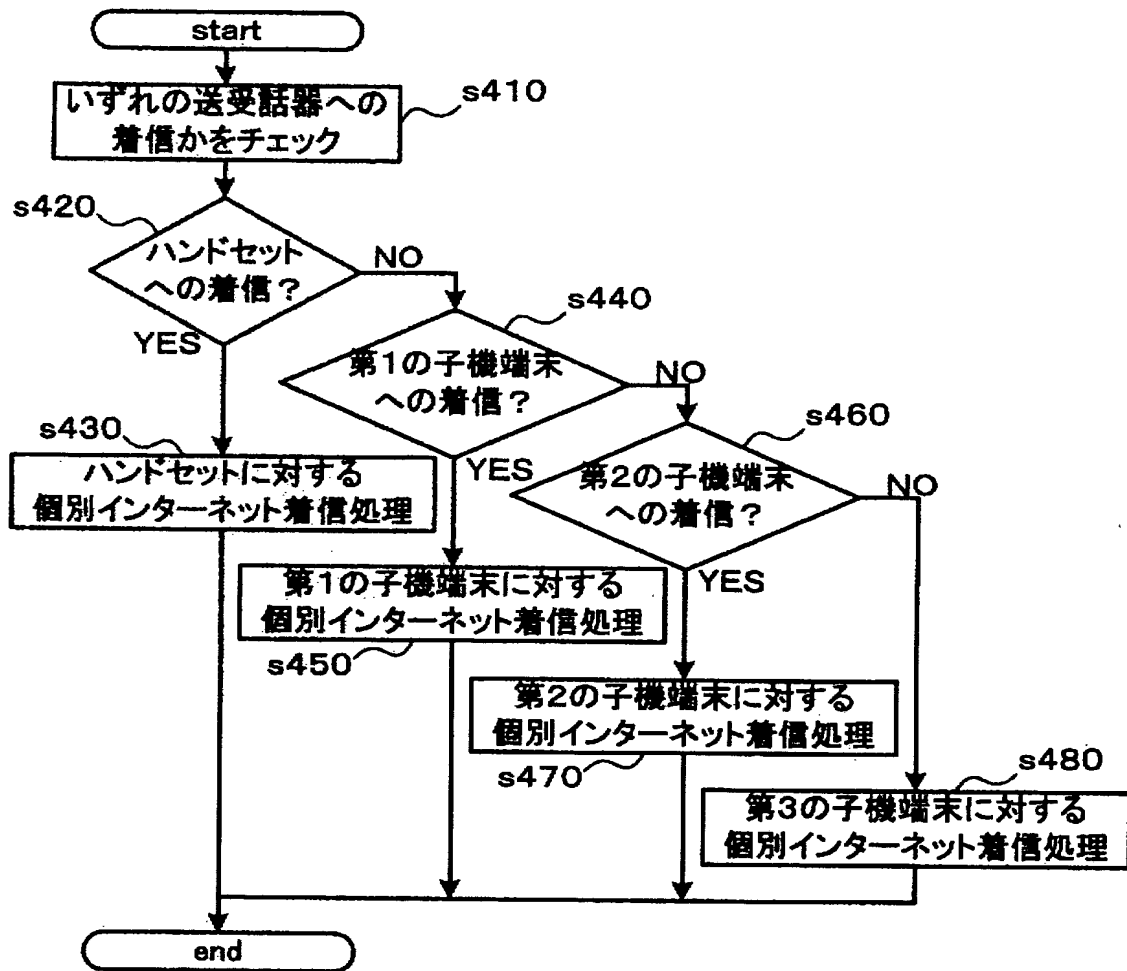 start
いずれの送受話器への
着信かをチェック
s410
s420
ハンドセット
への着信？
NO
YES
s440
第1の子機端末
への着信？
NO
YES
s430
ハンドセットに対する
個別インターネット着信処理
s460
第2の子機端末
への着信？
NO
YES
第1の子機端末に対する
個別インターネット着信処理
s450
第2の子機端末に対する
個別インターネット着信処理
s470
s480
第3の子機端末に対する
個別インターネット着信処理
end